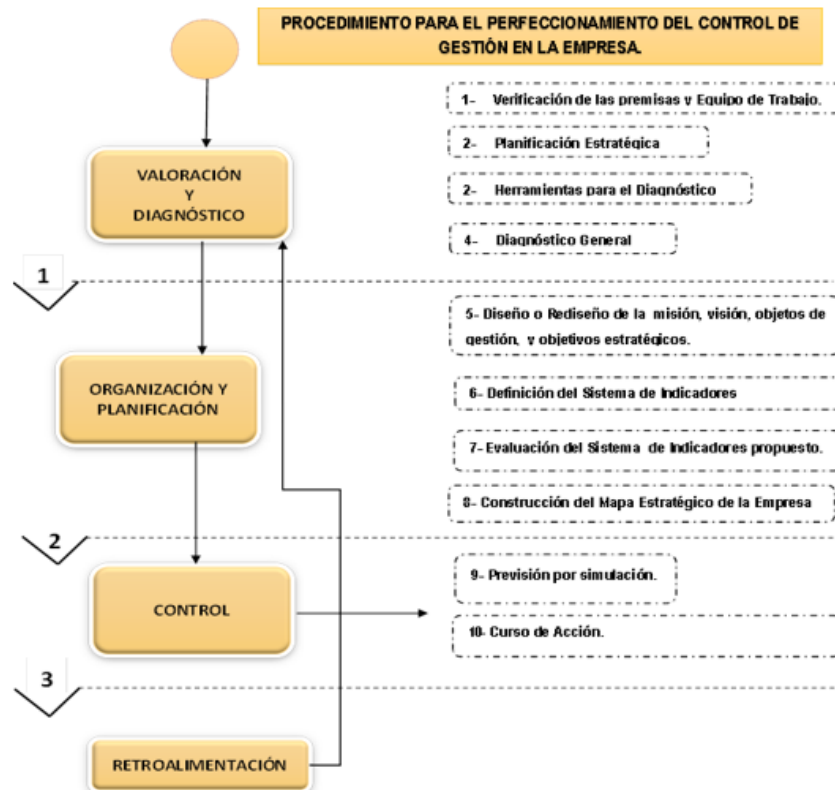 PROCEDIMIENTO PARA EL PERFECCIONAMIENTO DEL CONTROL DE
GESTIÓN EN LA EMPRESA.
VALORACIÓN
Y
DIAGNÓSTICO
1- Verificación de las premisas y Equipo de Trabajo.
2- Planificación Estratégica
2- Herramientas para el Diagnóstico
4- Diagnóstico General
1
ORGANIZACIÓN Y
PLANIFICACIÓN
5- Diseño o Rediseño de la misión, visión, objetos de
gestión, y objetivos estratégicos.
6- Definición del Sistema de Indicadores
7- Evaluación del Sistema de Indicadores propuesto.
8- Construcción del Mapa Estratégico de la Empresa
2
CONTROL
9- Previsión por simulación.
10- Curso de Acción.
3
RETROALIMENTACIÓN